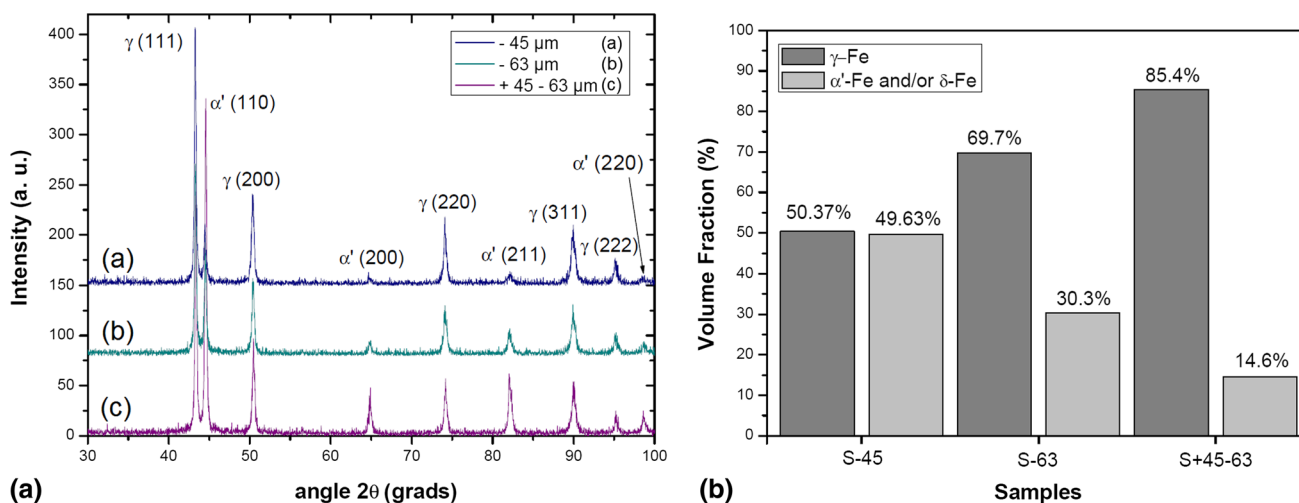 400
350
300
250
200
150
100
50
0
Intensity (a. u.)
γ (111)
α' (110)
γ (200)
α' (200)
γ (220)
α' (211)
γ (311)
γ (222)
α' (220)
- 45 μm (a)
- 63 μm (b)
+ 45 - 63 μm (c)
(a)
(b)
(c)
30 40 50 60 70 80 90 100
angle 2θ (grads)
(a)
100
90
80
70
60
50
40
30
20
10
0
Volume Fraction (%)
γ–Fe
α'-Fe and/or δ-Fe
50.37%
49.63%
69.7%
30.3%
85.4%
14.6%
S-45 S-63 S+45-63
Samples
(b)